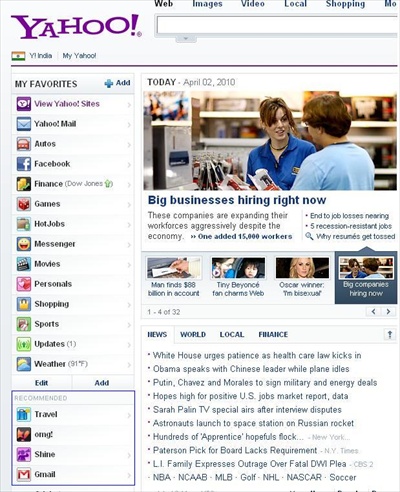 Web Images Video Local Shopping Mo
YAHOO!
Y! India My Yahoo!
MY FAVORITES Add
View Yahoo! Sites
Yahoo! Mail
Autos
Facebook
Finance (Dow Jones)
Games
HotJobs
Messenger
Movies
Personals
Shopping
Sports
Updates (1)
Weather (91°F)
Edit Add
RECOMMENDED
Travel
omg!
Shine
Gmail
TODAY - April 02, 2010
Big businesses hiring right now
These companies are expanding their
workforces aggressively despite the
economy. » One added 15,000 workers
• End to job losses nearing
• 5 recession-resistant jobs
Why resumés get tossed
Man finds $88
billion in account
Tiny Beyoncé
fan charms Web
Oscar winner:
'I'm bisexual'
Big companies
hiring now
1 - 4 of 32
NEWS WORLD LOCAL FINANCE
• White House urges patience as health care law kicks in
• Obama speaks with Chinese leader while plane idles
• Putin, Chavez and Morales to sign military and energy deals
• Hopes high for positive U.S. jobs market report, data
• Sarah Palin TV special airs after interview disputes
• Astronauts launch to space station on Russian rocket
• Hundreds of 'Apprentice' hopefuls flock... - New York...
• Paterson Pick for Board Lacks Requirement - N.Y. Times
• L.I. Family Expresses Outrage Over Fatal DWI Plea - CBS 2
• NBA - NCAAB - MLB - Golf - NHL - NASCAR - Soccer